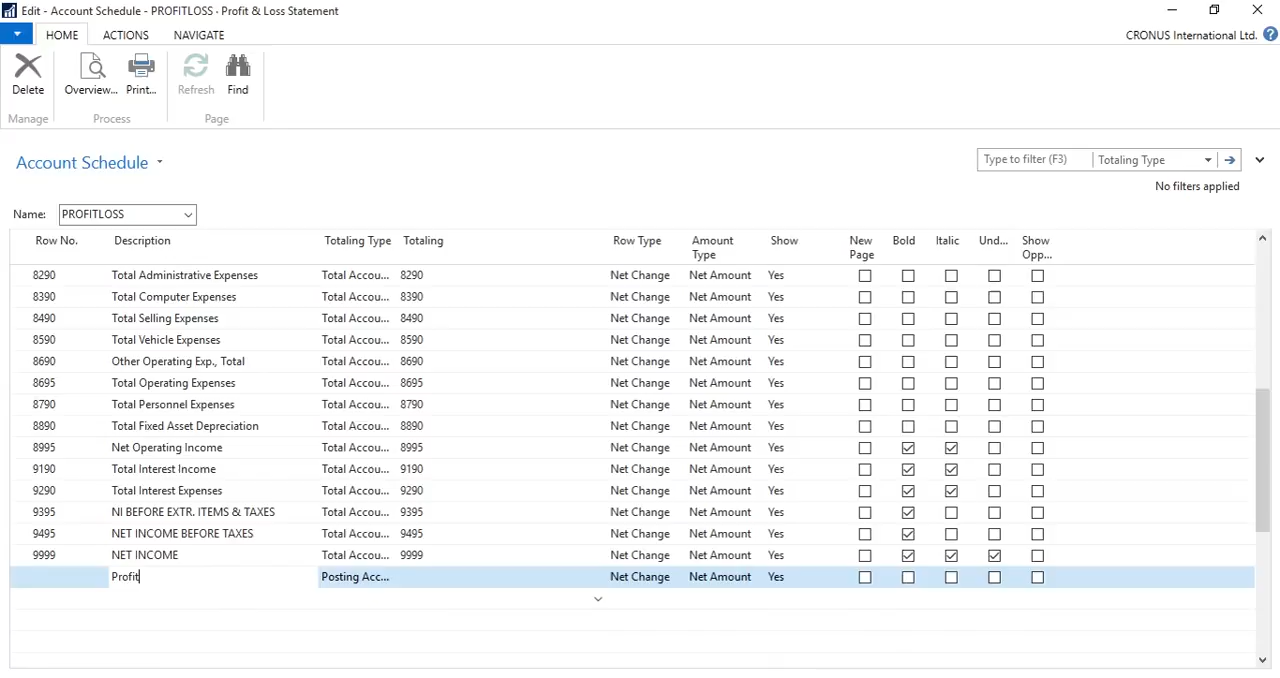 Edit - Account Schedule - PROFITLOSS · Profit & Loss Statement
HOME ACTIONS NAVIGATE CRONUS International Ltd. ?
Delete Overview... Print... Refresh Find
Manage Process Page
Account Schedule
Type to filter (F3) Totaling Type
No filters applied
Name: PROFITLOSS
Row No. Description Totaling Type Totaling Row Type Amount Type Show New Page Bold Italic Und... Show Opp...
8290 Total Administrative Expenses Total Accou... 8290 Net Change Net Amount Yes
8390 Total Computer Expenses Total Accou... 8390 Net Change Net Amount Yes
8490 Total Selling Expenses Total Accou... 8490 Net Change Net Amount Yes
8590 Total Vehicle Expenses Total Accou... 8590 Net Change Net Amount Yes
8690 Other Operating Exp., Total Total Accou... 8690 Net Change Net Amount Yes
8695 Total Operating Expenses Total Accou... 8695 Net Change Net Amount Yes
8790 Total Personnel Expenses Total Accou... 8790 Net Change Net Amount Yes
8890 Total Fixed Asset Depreciation Total Accou... 8890 Net Change Net Amount Yes
8995 Net Operating Income Total Accou... 8995 Net Change Net Amount Yes
9190 Total Interest Income Total Accou... 9190 Net Change Net Amount Yes
9290 Total Interest Expenses Total Accou... 9290 Net Change Net Amount Yes
9395 NI BEFORE EXTR. ITEMS & TAXES Total Accou... 9395 Net Change Net Amount Yes
9495 NET INCOME BEFORE TAXES Total Accou... 9495 Net Change Net Amount Yes
9999 NET INCOME Total Accou... 9999 Net Change Net Amount Yes
Profit Posting Acc... Net Change Net Amount Yes